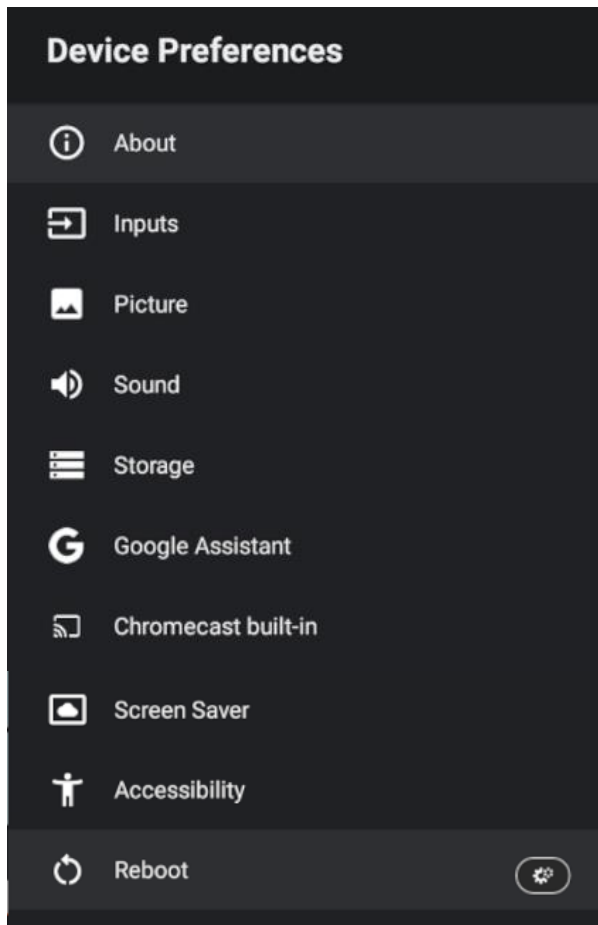 Device Preferences
About
Inputs
Picture
Sound
Storage
Google Assistant
Chromecast built-in
Screen Saver
Accessibility
Reboot